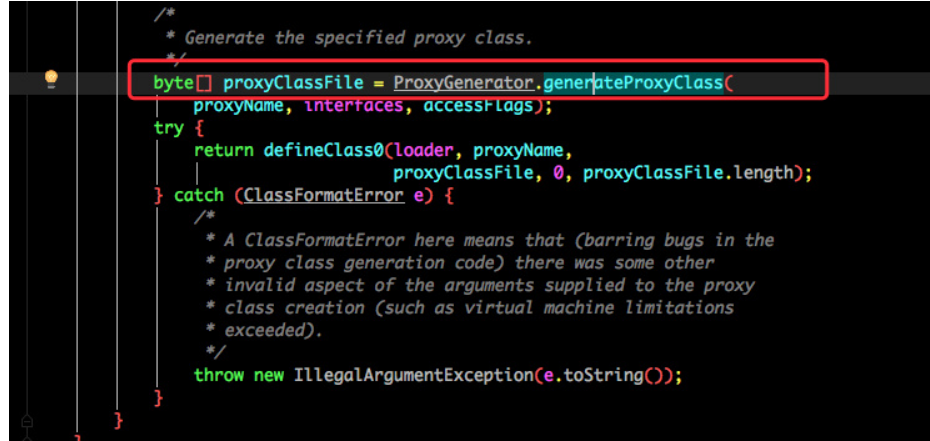 /*
 * Generate the specified proxy class.
 */
byte[] proxyClassFile = ProxyGenerator.generateProxyClass(
    proxyName, interfaces, accessFlags);
try {
    return defineClass0(loader, proxyName,
                        proxyClassFile, 0, proxyClassFile.length);
} catch (ClassFormatError e) {
    /*
     * A ClassFormatError here means that (barring bugs in the
     * proxy class generation code) there was some other
     * invalid aspect of the arguments supplied to the proxy
     * class creation (such as virtual machine limitations
     * exceeded).
     */
    throw new IllegalArgumentException(e.toString());
}
}
}